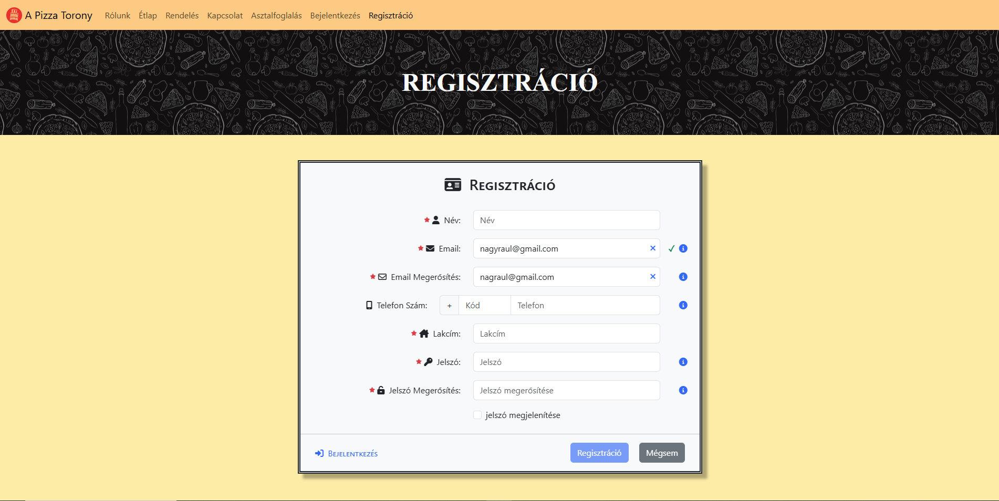 A Pizza Torony Rólunk Étlap Rendelés Kapcsolat Asztalfoglalás Bejelentkezés Regisztráció
REGISZTRÁCIÓ
Regisztráció
Név: Név
Email: nagyraul@gmail.com
Email Megerősítés: nagraul@gmail.com
Telefon Szám: + Kód Telefon
Lakcím: Lakcím
Jelszó: Jelszó
Jelszó Megerősítés: Jelszó megerősítése
jelszó megjelenítése
Bejelentkezés Regisztráció Mégsem